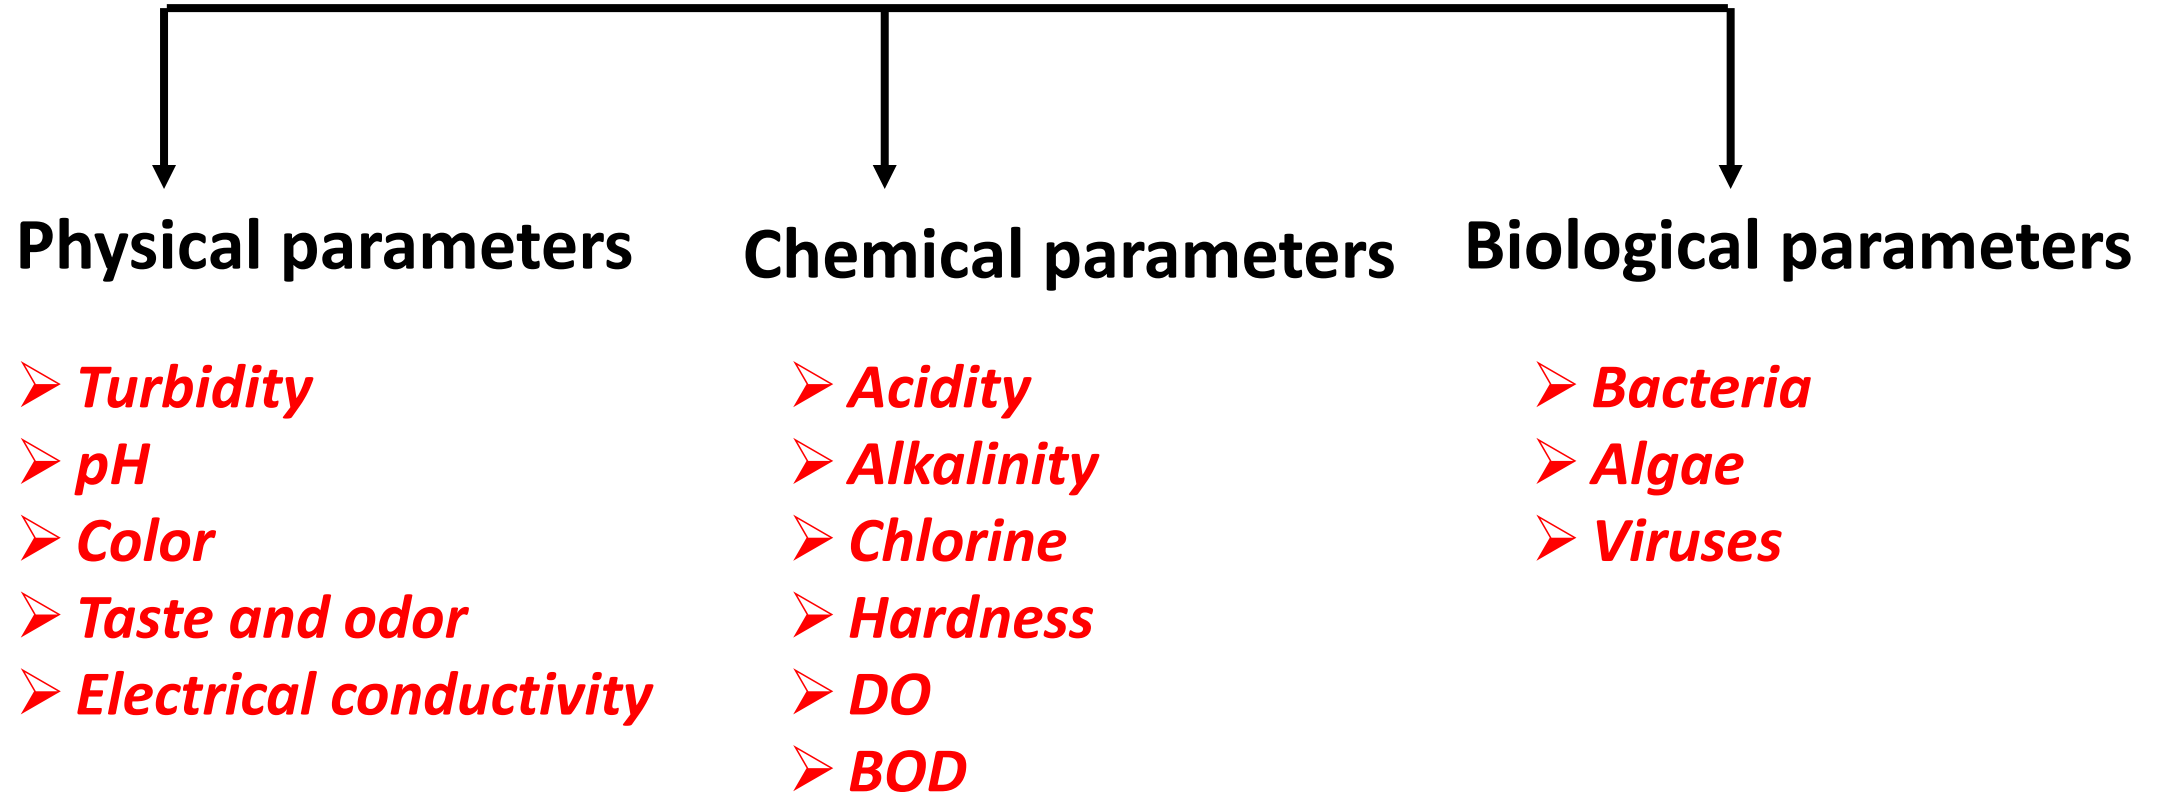 Physical parameters
Turbidity
pH
Color
Taste and odor
Electrical conductivity
Chemical parameters
Acidity
Alkalinity
Chlorine
Hardness
DO
BOD
Biological parameters
Bacteria
Algae
Viruses